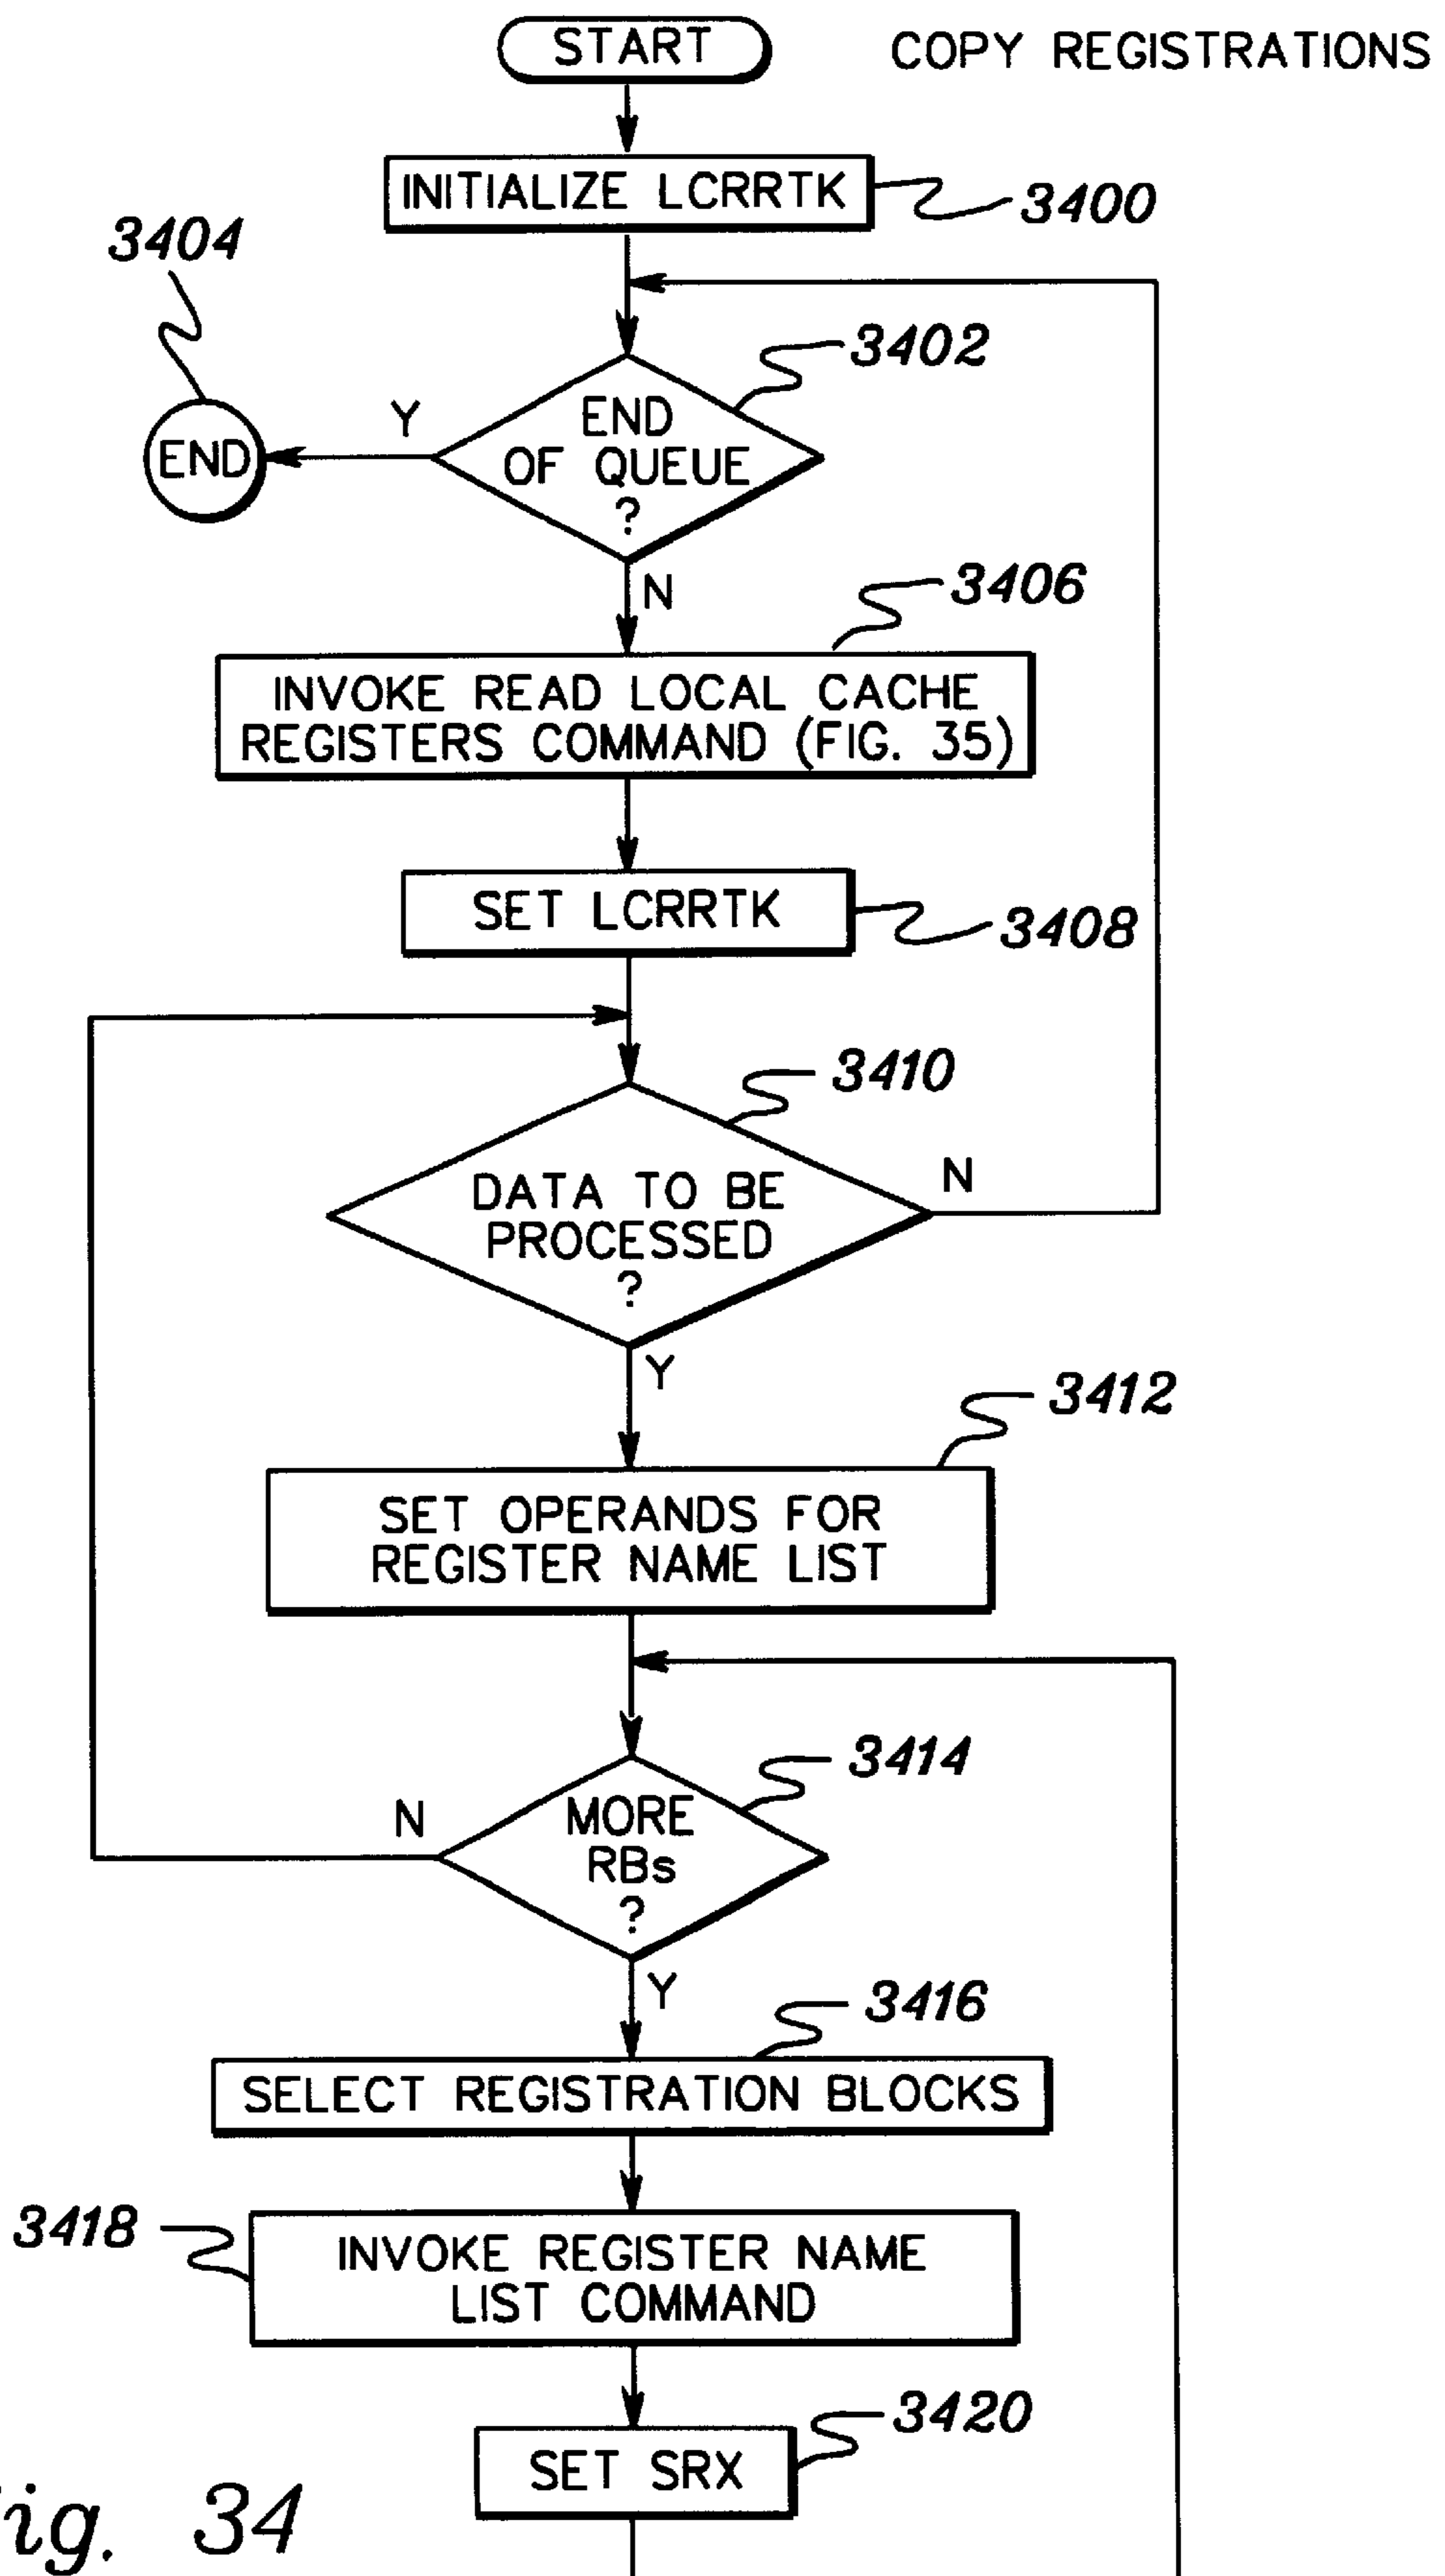 START
COPY REGISTRATIONS
INITIALIZE LCRRTK
3400
3404
3402
END
OF QUEUE
?
Y
END
N
3406
INVOKE READ LOCAL CACHE
REGISTERS COMMAND (FIG. 35)
SET LCRRTK
3408
3410
DATA TO BE
PROCESSED
?
N
Y
3412
SET OPERANDS FOR
REGISTER NAME LIST
3414
MORE
RBs
?
N
Y
3416
SELECT REGISTRATION BLOCKS
3418
INVOKE REGISTER NAME
LIST COMMAND
3420
SET SRX
ig. 34